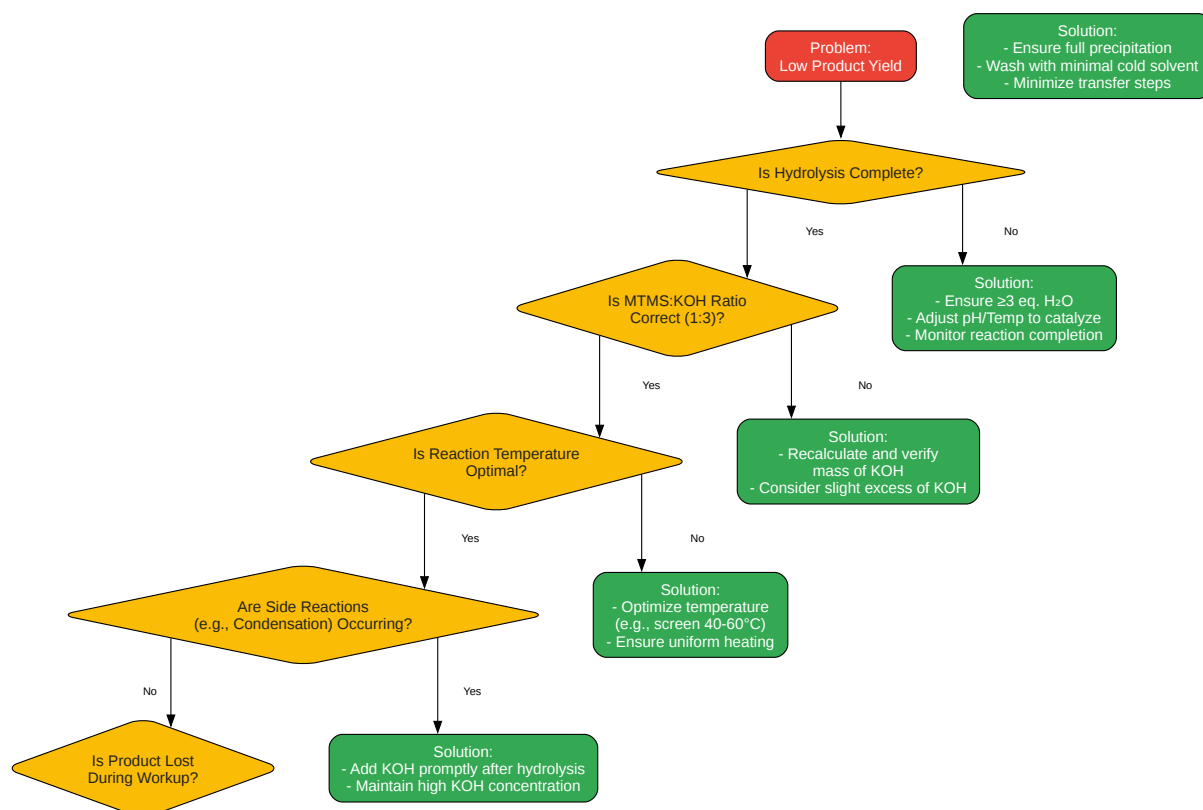 Problem:
Low Product Yield
Solution:
- Ensure full precipitation
- Wash with minimal cold solvent
- Minimize transfer steps
Is Hydrolysis Complete?
Yes
No
Is MTMS:KOH Ratio
Correct (1:3)?
Solution:
- Ensure ≥3 eq. H₂O
- Adjust pH/Temp to catalyze
- Monitor reaction completion
Yes
No
Is Reaction Temperature
Optimal?
Solution:
- Recalculate and verify
mass of KOH
- Consider slight excess of KOH
Yes
No
Are Side Reactions
(e.g., Condensation) Occurring?
Solution:
- Optimize temperature
(e.g., screen 40-60°C)
- Ensure uniform heating
No
Yes
Is Product Lost
During Workup?
Solution:
- Add KOH promptly after hydrolysis
- Maintain high KOH concentration